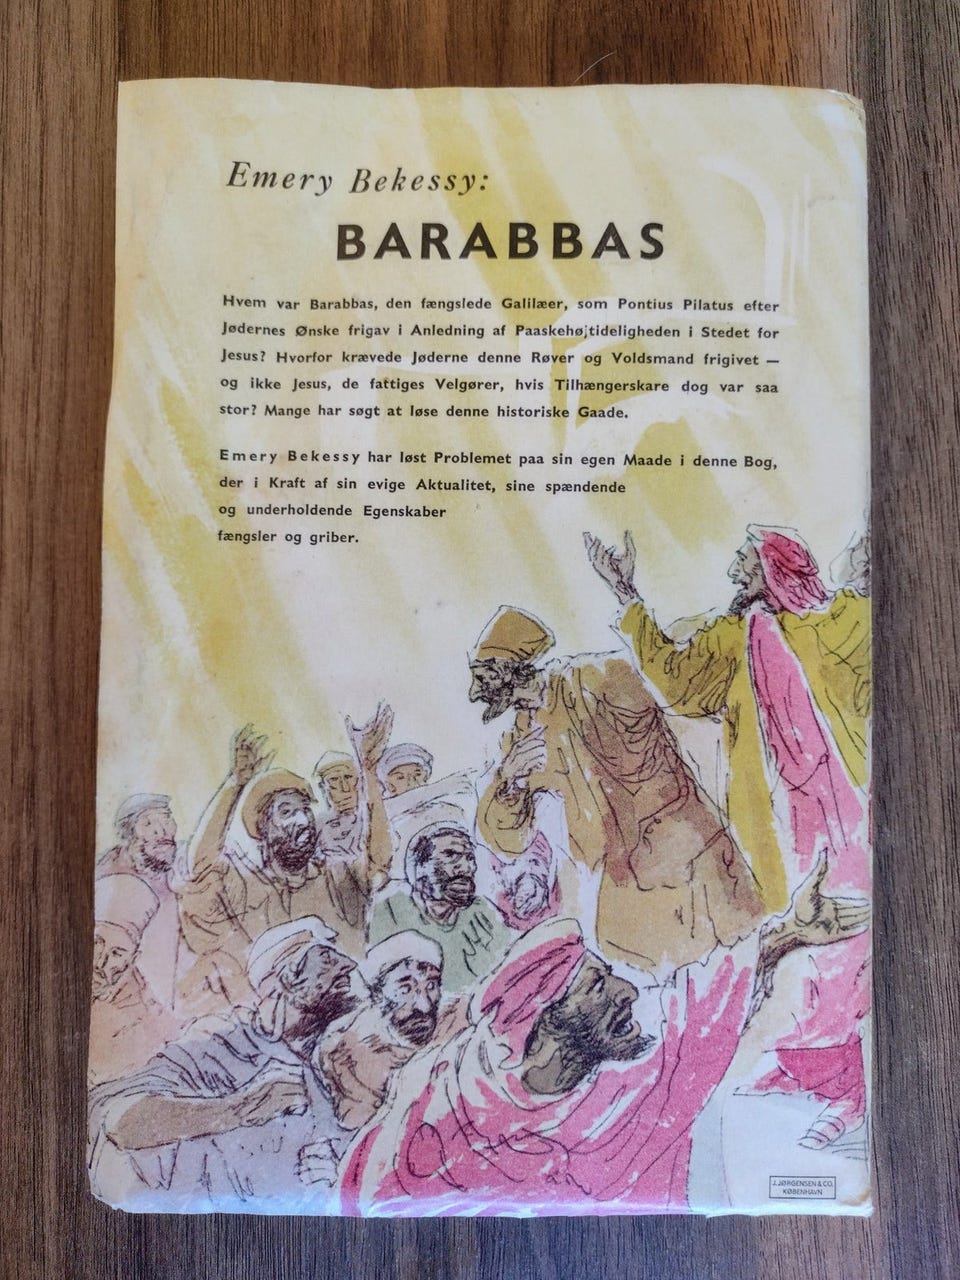 Emery Bekessy:
BARABBAS
Hvem var Barabbas, den fængslede Galilæer, som Pontius Pilatus efter
Jødernes Ønske frigav i Anledning af Paaskehøjtideligheden i Stedet for
Jesus? Hvorfor krævede Jøderne denne Røver og Voldsmand frigivet —
og ikke Jesus, de fattiges Velgører, hvis Tilhængerskare dog var saa
stor? Mange har søgt at løse denne historiske Gaade.
Emery Bekessy har løst Problemet paa sin egen Maade i denne Bog,
der i Kraft af sin evige Aktualitet, sine spændende
og underholdende Egenskaber
fængsler og griber.
J. JØRGENSEN & CO.
KØBENHAVN